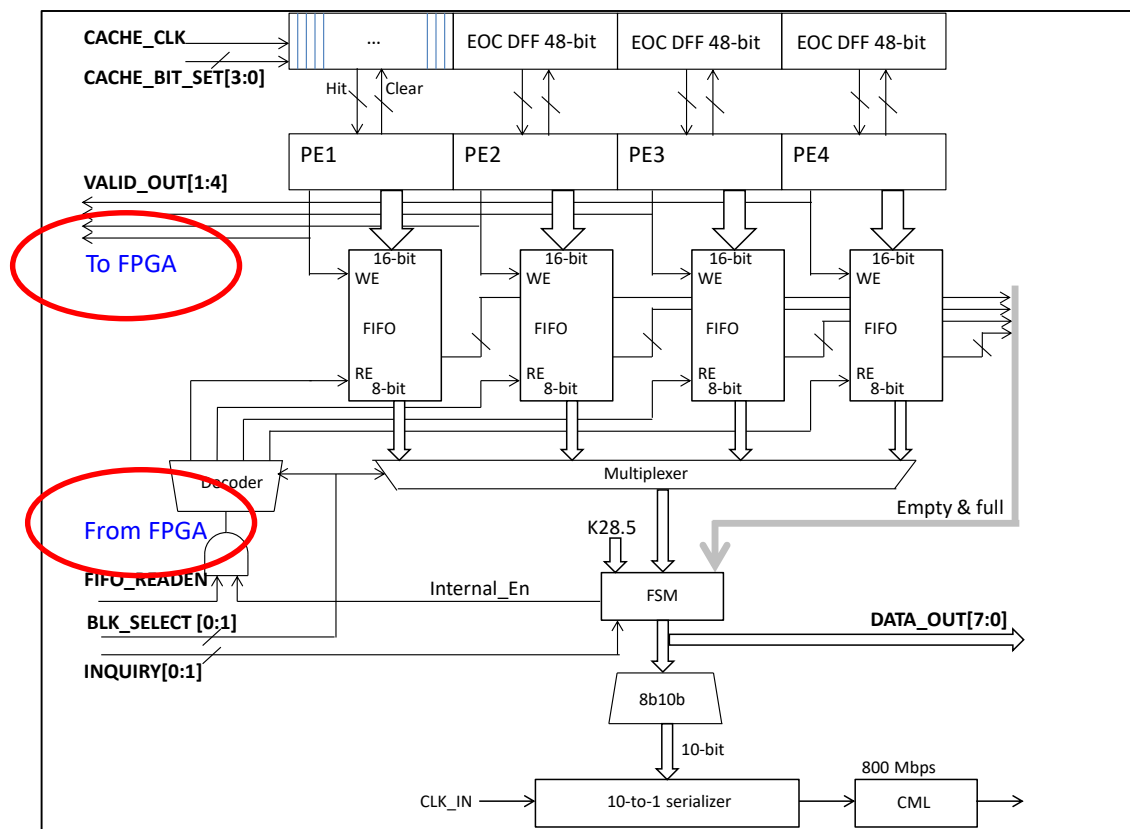 CACHE_CLK
CACHE_BIT_SET[3:0]
...
EOC DFF 48-bit
EOC DFF 48-bit
EOC DFF 48-bit
Hit
Clear
PE1
PE2
PE3
PE4
VALID_OUT[1:4]
To FPGA
16-bit
16-bit
16-bit
16-bit
WE
WE
WE
WE
FIFO
FIFO
FIFO
FIFO
RE
RE
RE
RE
8-bit
8-bit
8-bit
8-bit
Decoder
Multiplexer
Empty & full
From FPGA
K28.5
FIFO_READEN
Internal_En
FSM
BLK_SELECT [0:1]
DATA_OUT[7:0]
INQUIRY[0:1]
8b10b
10-bit
800 Mbps
CLK_IN
10-to-1 serializer
CML